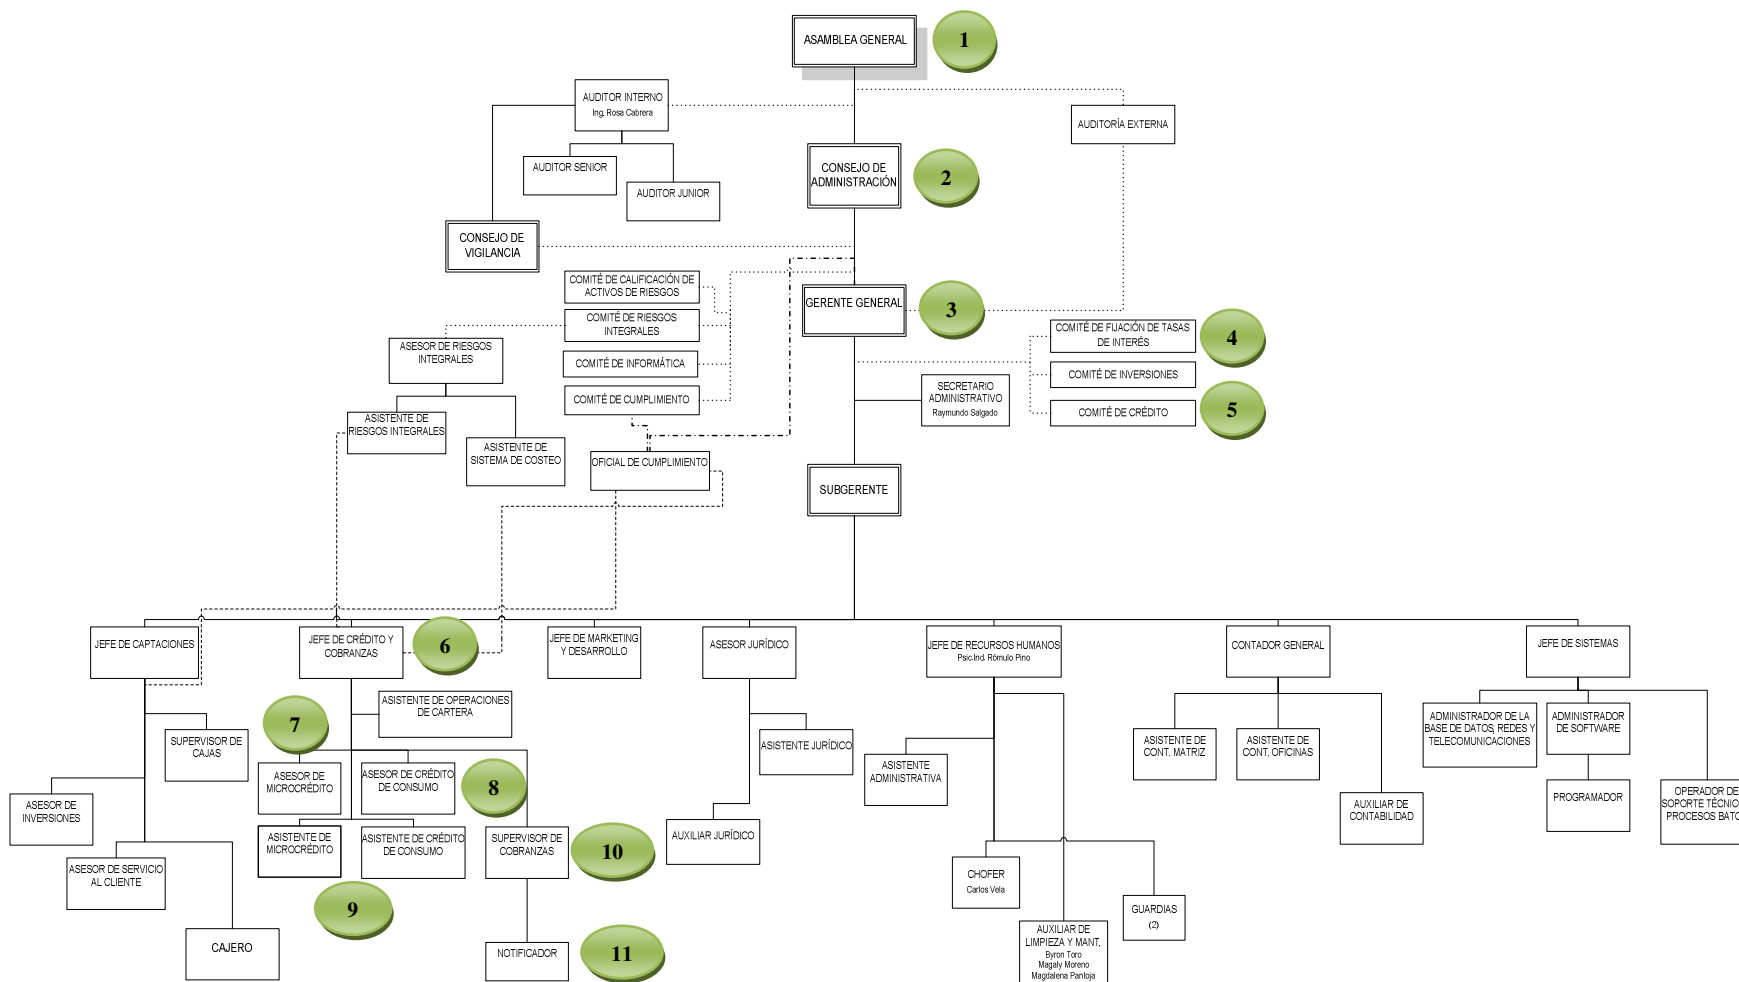 ASAMBLEA GENERAL
1
AUDITOR INTERNO
Ing. Rosa Cabrera
AUDITORÍA EXTERNA
AUDITOR SENIOR
AUDITOR JUNIOR
CONSEJO DE
ADMINISTRACIÓN
2
CONSEJO DE
VIGILANCIA
COMITÉ DE CALIFICACIÓN DE
ACTIVOS DE RIESGOS
GERENTE GENERAL
3
COMITÉ DE RIESGOS
INTEGRALES
COMITÉ DE FIJACIÓN DE TASAS
DE INTERÉS
4
ASESOR DE RIESGOS
INTEGRALES
COMITÉ DE INFORMÁTICA
COMITÉ DE INVERSIONES
COMITÉ DE CUMPLIMIENTO
SECRETARIO
ADMINISTRATIVO
Raymundo Salgado
COMITÉ DE CRÉDITO
5
ASISTENTE DE
RIESGOS INTEGRALES
ASISTENTE DE
SISTEMA DE COSTEO
OFICIAL DE CUMPLIMIENTO
SUBGERENTE
JEFE DE CAPTACIONES
JEFE DE CRÉDITO Y
COBRANZAS
6
JEFE DE MARKETING
Y DESARROLLO
ASESOR JURÍDICO
JEFE DE RECURSOS HUMANOS
Psic.Ind. Rómulo Pino
CONTADOR GENERAL
JEFE DE SISTEMAS
ASISTENTE DE OPERACIONES
DE CARTERA
7
SUPERVISOR DE
CAJAS
ASISTENTE JURÍDICO
ASISTENTE DE
CONT. MATRIZ
ASISTENTE DE
CONT. OFICINAS
ADMINISTRADOR DE LA
BASE DE DATOS, REDES Y
TELECOMUNICACIONES
ADMINISTRADOR
DE SOFTWARE
ASESOR DE
MICROCRÉDITO
ASESOR DE CRÉDITO
DE CONSUMO
8
ASISTENTE
ADMINISTRATIVA
ASESOR DE
INVERSIONES
AUXILIAR DE
CONTABILIDAD
PROGRAMADOR
OPERADOR DE
SOPORTE TÉCNICO
PROCESOS BATC
ASISTENTE DE
MICROCRÉDITO
ASISTENTE DE CRÉDITO
DE CONSUMO
SUPERVISOR DE
COBRANZAS
10
AUXILIAR JURÍDICO
ASESOR DE SERVICIO
AL CLIENTE
9
CHOFER
Carlos Vela
GUARDIAS
(2)
CAJERO
NOTIFICADOR
11
AUXILIAR DE
LIMPIEZA Y MANT.
Byron Toro
Magaly Moreno
Magdalena Pantoja